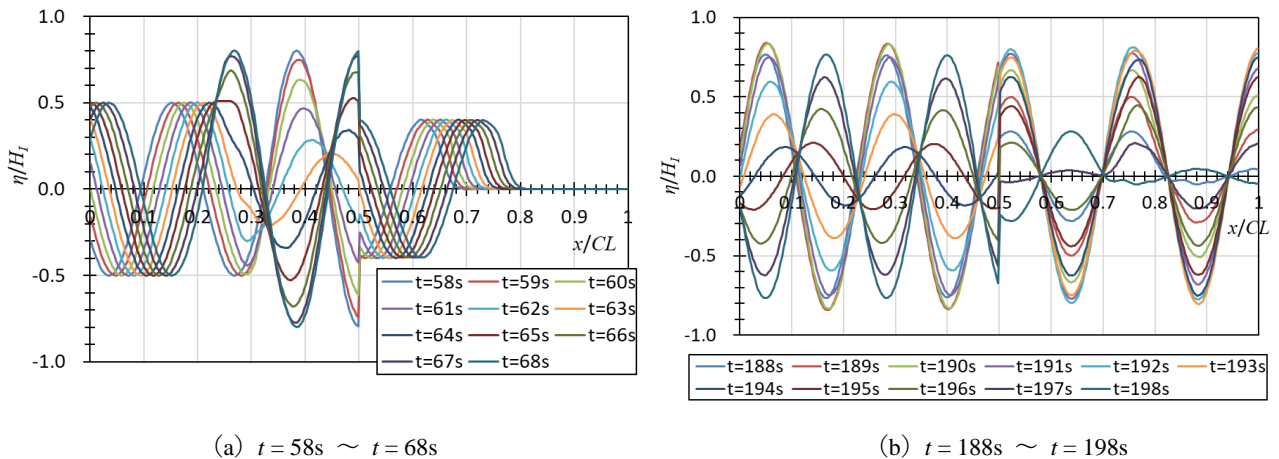 1.0
0.5
0.0
-0.5
-1.0
η/H_I
0 0.1 0.2 0.3 0.4 0.5 0.6 0.7 0.8 0.9 1
x/CL
t=58s t=59s t=60s
t=61s t=62s t=63s
t=64s t=65s t=66s
t=67s t=68s
(a) t = 58s ～ t = 68s
1.0
0.5
0.0
-0.5
-1.0
η/H_I
0 0.1 0.2 0.3 0.4 0.5 0.6 0.7 0.8 0.9 1
x/CL
t=188s t=189s t=190s t=191s t=192s t=193s
t=194s t=195s t=196s t=197s t=198s
(b) t = 188s ～ t = 198s